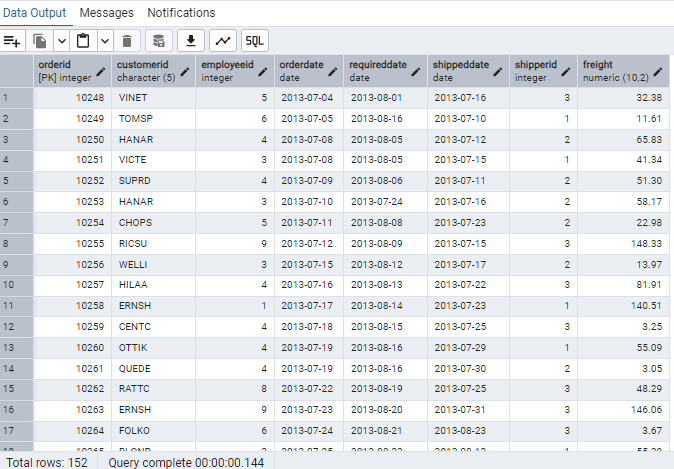 Data Output Messages Notifications
SQL
orderid customerid employeeid orderdate requireddate shippeddate shipperid freight
[PK] integer character (5) integer date date date integer numeric (10,2)
1 10248 VINET 5 2013-07-04 2013-08-01 2013-07-16 3 32.38
2 10249 TOMSP 6 2013-07-05 2013-08-16 2013-07-10 1 11.61
3 10250 HANAR 4 2013-07-08 2013-08-05 2013-07-12 2 65.83
4 10251 VICTE 3 2013-07-08 2013-08-05 2013-07-15 1 41.34
5 10252 SUPRD 4 2013-07-09 2013-08-06 2013-07-11 2 51.30
6 10253 HANAR 3 2013-07-10 2013-07-24 2013-07-16 2 58.17
7 10254 CHOPS 5 2013-07-11 2013-08-08 2013-07-23 2 22.98
8 10255 RICSU 9 2013-07-12 2013-08-09 2013-07-15 3 148.33
9 10256 WELLI 3 2013-07-15 2013-08-12 2013-07-17 2 13.97
10 10257 HILAA 4 2013-07-16 2013-08-13 2013-07-22 3 81.91
11 10258 ERNSH 1 2013-07-17 2013-08-14 2013-07-23 1 140.51
12 10259 CENTC 4 2013-07-18 2013-08-15 2013-07-25 3 3.25
13 10260 OTTIK 4 2013-07-19 2013-08-16 2013-07-29 1 55.09
14 10261 QUEDE 4 2013-07-19 2013-08-16 2013-07-30 2 3.05
15 10262 RATTC 8 2013-07-22 2013-08-19 2013-07-25 3 48.29
16 10263 ERNSH 9 2013-07-23 2013-08-20 2013-07-31 3 146.06
17 10264 FOLKO 6 2013-07-24 2013-08-21 2013-08-23 3 3.67
Total rows: 152 Query complete 00:00:00.144